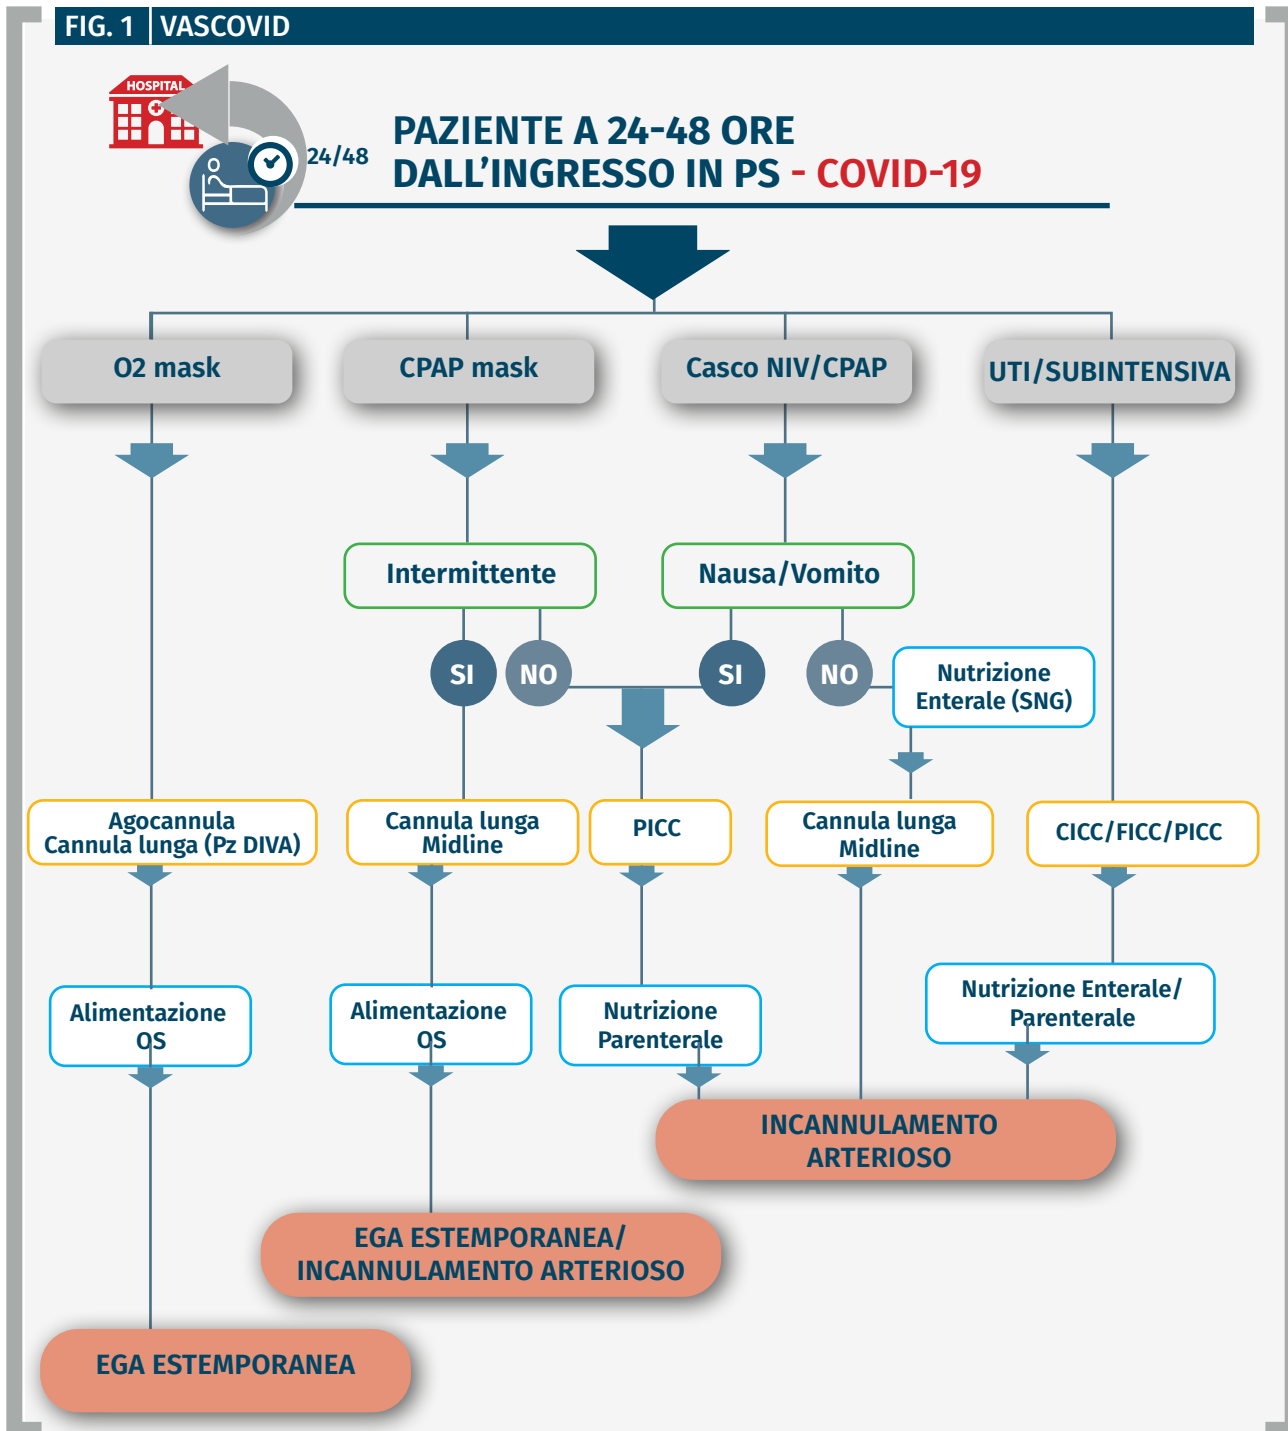 FIG. 1 VASCOVID
HOSPITAL
24/48
PAZIENTE A 24-48 ORE
DALL'INGRESSO IN PS - COVID-19
O2 mask
CPAP mask
Casco NIV/CPAP
UTI/SUBINTENSIVA
Intermittente
Nausa/Vomito
SI
NO
SI
NO
Nutrizione
Enterale (SNG)
Agocannula
Cannula lunga (Pz DIVA)
Cannula lunga
Midline
PICC
Cannula lunga
Midline
CICC/FICC/PICC
Alimentazione
OS
Alimentazione
OS
Nutrizione
Parenterale
Nutrizione Enterale/
Parenterale
INCANNULAMENTO
ARTERIOSO
EGA ESTEMPORANEA/
INCANNULAMENTO ARTERIOSO
EGA ESTEMPORANEA